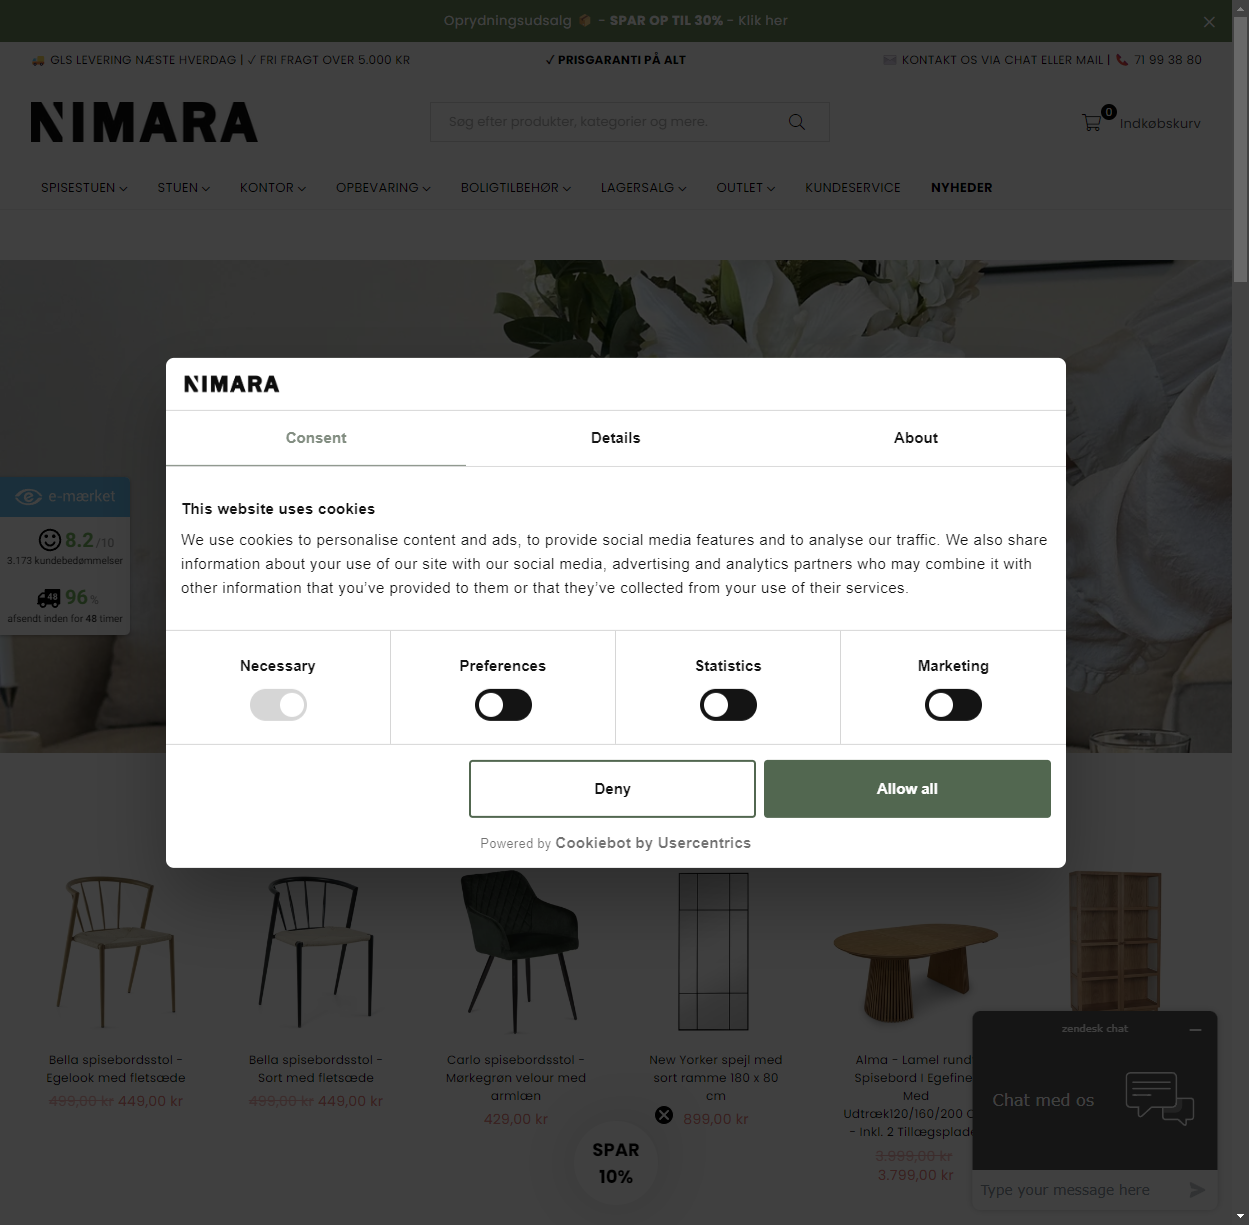 Oprydningsudsalg 📦 - SPAR OP TIL 30% - Klik her
🚚 GLS LEVERING NÆSTE HVERDAG | ✓ FRI FRAGT OVER 5.000 KR
✓ PRISGARANTI PÅ ALT
✉️ KONTAKT OS VIA CHAT ELLER MAIL | 📞 71 99 38 80
NIMARA
Søg efter produkter, kategorier og mere.
0
Indkøbskurv
SPISESTUEN
STUEN
KONTOR
OPBEVARING
BOLIGTILBEHØR
LAGERSALG
OUTLET
KUNDESERVICE
NYHEDER
e-mærket
8.2 /10
3.173 kundebedømmelser
48 96 %
afsendt inden for 48 timer
NIMARA
Consent
Details
About
This website uses cookies
We use cookies to personalise content and ads, to provide social media features and to analyse our traffic. We also share
information about your use of our site with our social media, advertising and analytics partners who may combine it with
other information that you've provided to them or that they've collected from your use of their services.
Necessary
Preferences
Statistics
Marketing
Deny
Allow all
Powered by Cookiebot by Usercentrics
Bella spisebordsstol -
Egelook med fletsæde
499,00 kr 449,00 kr
Bella spisebordsstol -
Sort med fletsæde
499,00 kr 449,00 kr
Carlo spisebordsstol -
Mørkegrøn velour med
armlæn
429,00 kr
New Yorker spejl med
sort ramme 180 x 80
cm
899,00 kr
Alma - Lamel rund
Spisebord I Egefine
Med
Udtræk120/160/200
- Inkl. 2 Tillægsplade
3.999,00 kr
3.799,00 kr
SPAR
10%
zendesk chat
Chat med os
Type your message here